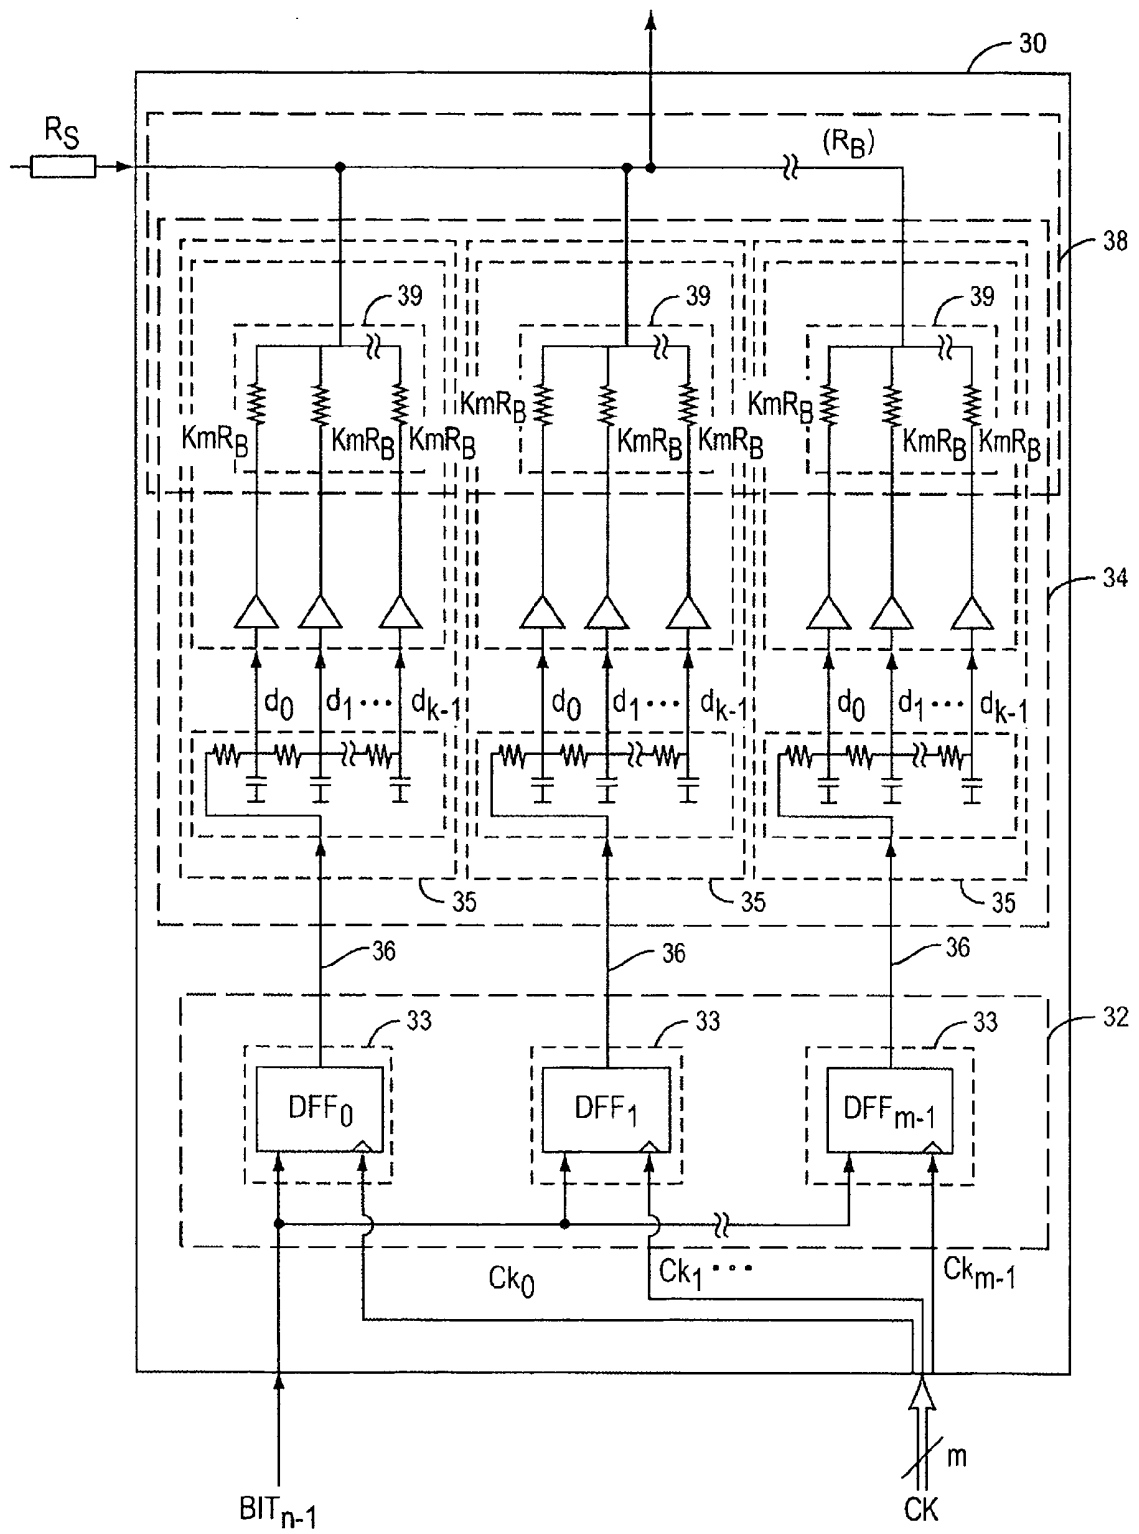 30
R_S
(R_B)
38
39 39 39
KmR_B KmR_B KmR_B KmR_B KmR_B KmR_B KmR_B KmR_B KmR_B
34
d_0 d_1 ••• d_k-1 d_0 d_1 ••• d_k-1 d_0 d_1 ••• d_k-1
35 35 35
36 36 36
33 33 33 32
DFF_0 DFF_1 DFF_m-1
Ck_0 Ck_1 ••• Ck_m-1
m
BIT_n-1 CK